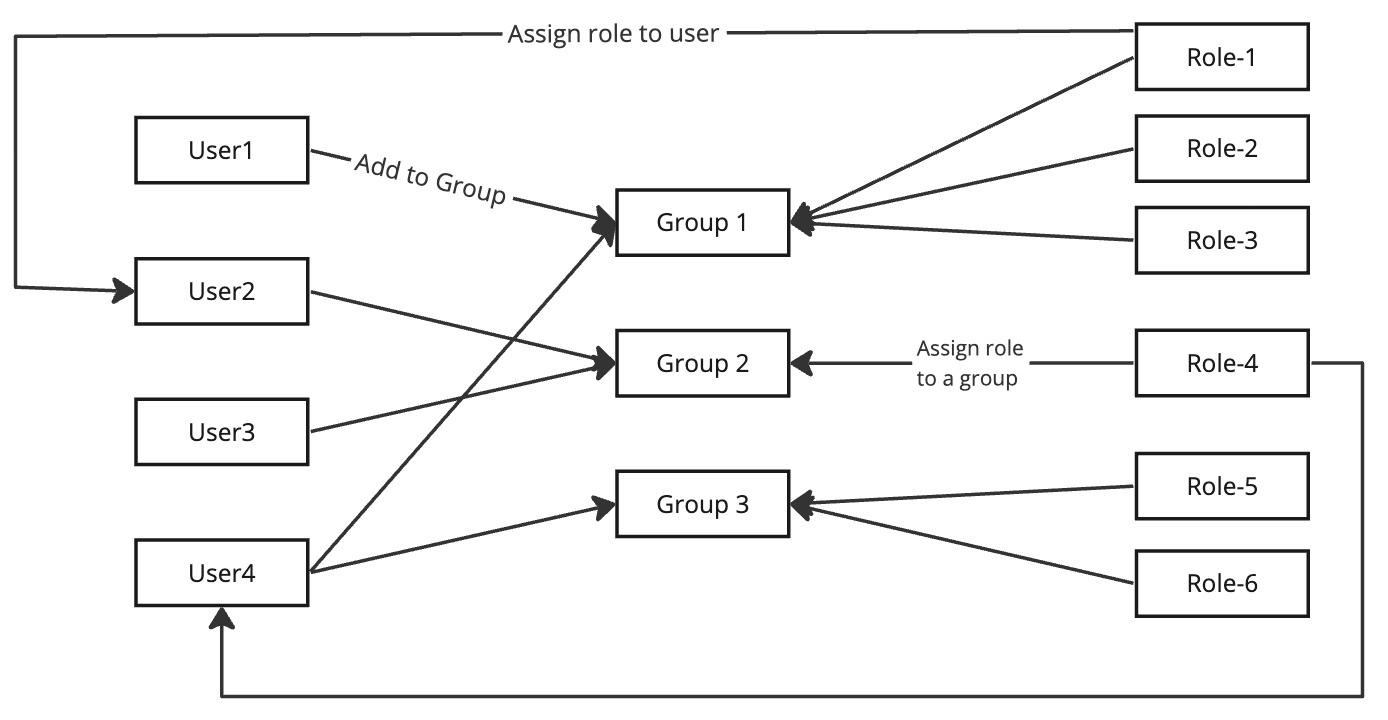 Assign role to user
Role-1
User1
Add to Group
Role-2
Group 1
Role-3
User2
Group 2
Assign role
to a group
Role-4
User3
Group 3
Role-5
User4
Role-6